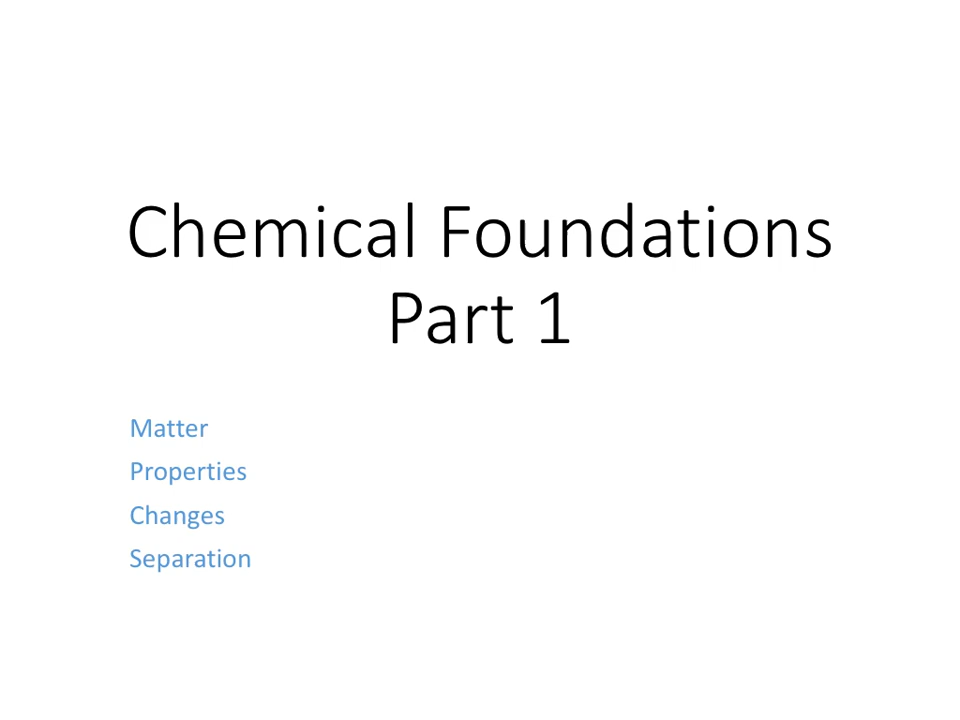 Chemical Foundations
Part 1
Matter
Properties
Changes
Separation